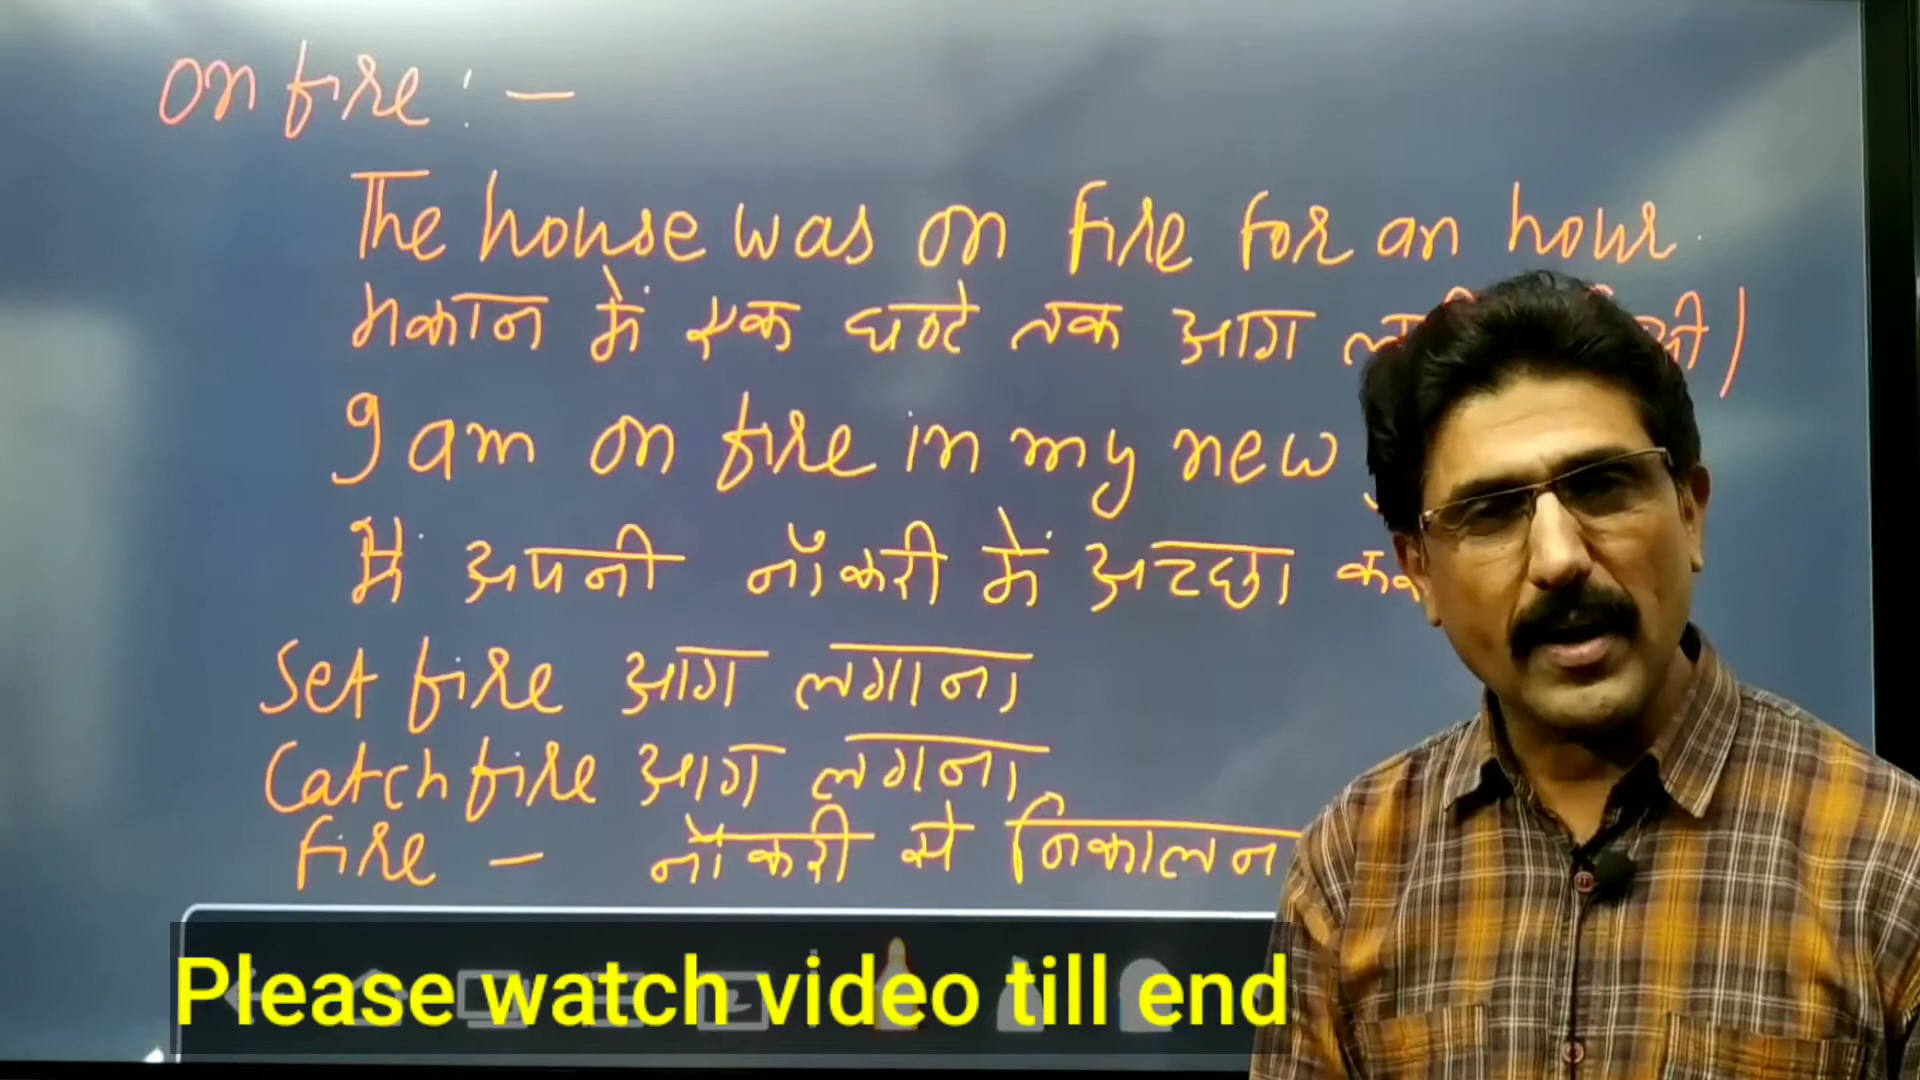 on fire : -
The house was on fire for an hour.
मकान में एक घण्टे तक आग
I am on fire in my new
मैं अपनी नौकरी में अच्छा
Set fire आग लगाना
Catch fire आग लगना
fire - नौकरी से
Please watch video till end